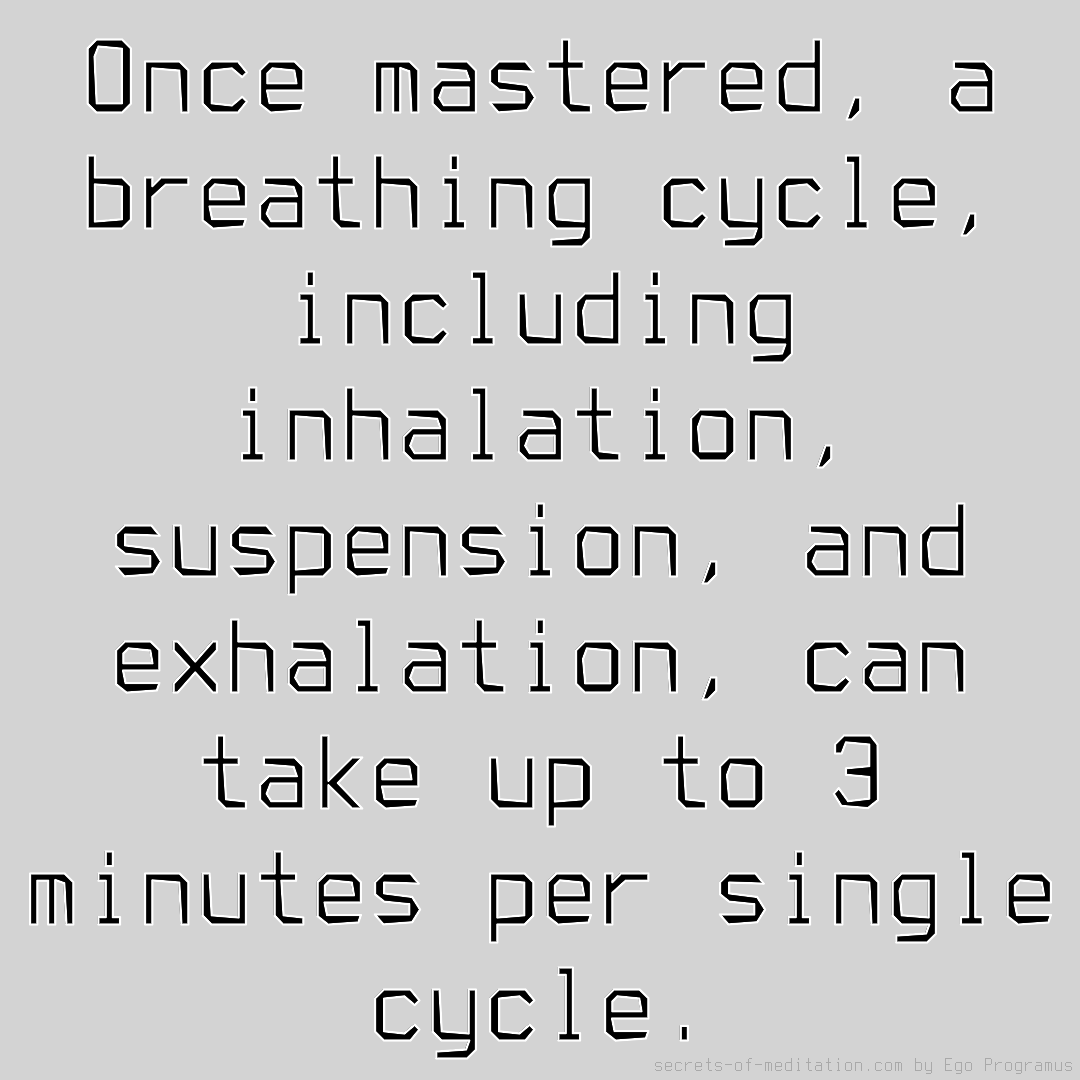 Once mastered, a
breathing cycle,
including
inhalation,
suspension, and
exhalation, can
take up to 3
minutes per single
cycle.
secrets-of-meditation.com by Ego Programus